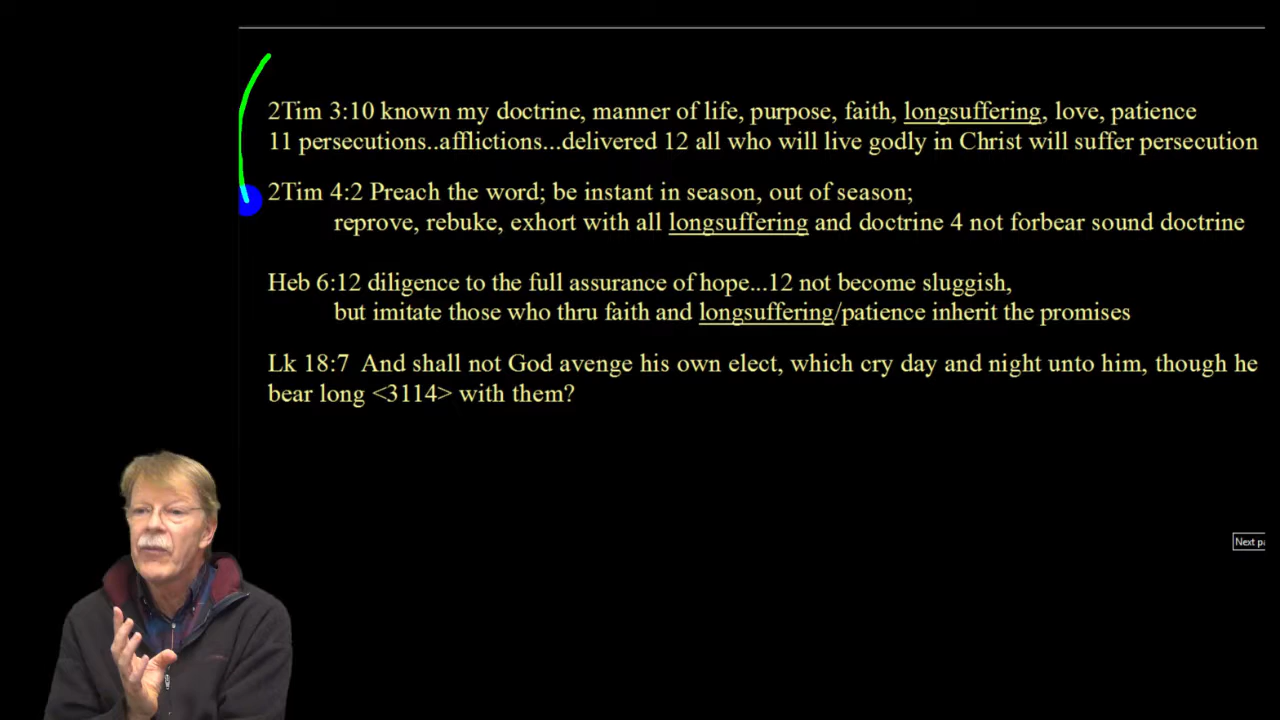 2Tim 3:10 known my doctrine, manner of life, purpose, faith, longsuffering, love, patience
11 persecutions..afflictions...delivered 12 all who will live godly in Christ will suffer persecution
2Tim 4:2 Preach the word; be instant in season, out of season;
reprove, rebuke, exhort with all longsuffering and doctrine 4 not forbear sound doctrine
Heb 6:12 diligence to the full assurance of hope...12 not become sluggish,
but imitate those who thru faith and longsuffering/patience inherit the promises
Lk 18:7 And shall not God avenge his own elect, which cry day and night unto him, though he
bear long <3114> with them?
Next